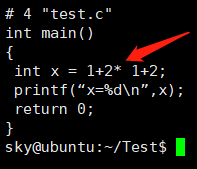 # 4 "test.c"
int main()
{
 int x = 1+2* 1+2;
 printf(“x=%d\n”,x);
 return 0;
}
sky@ubuntu:~/Test$